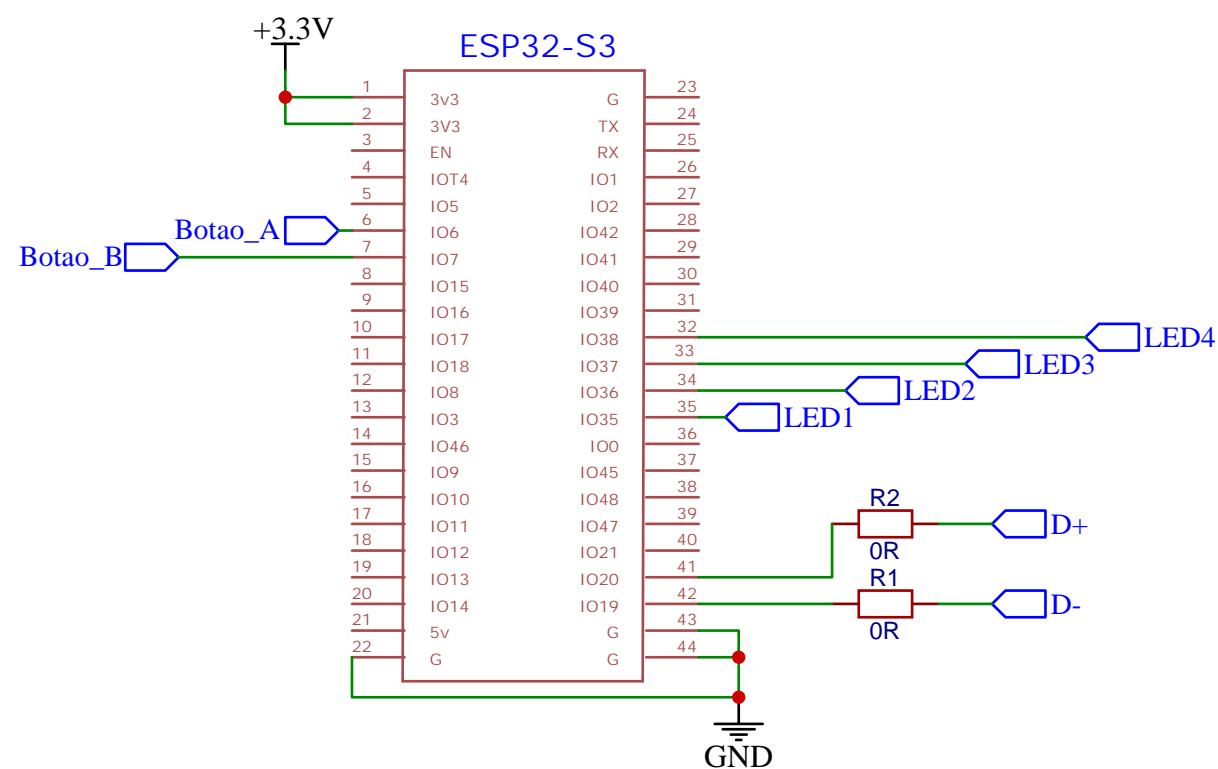 +3.3V
ESP32-S3
1 3v3 G 23
2 3V3 TX 24
3 EN RX 25
4 IOT4 IO1 26
5 IO5 IO2 27
Botao_A 6 IO6 IO42 28
Botao_B 7 IO7 IO41 29
8 IO15 IO40 30
9 IO16 IO39 31
10 IO17 IO38 32 LED4
11 IO18 IO37 33 LED3
12 IO8 IO36 34 LED2
13 IO3 IO35 35 LED1
14 IO46 IO0 36
15 IO9 IO45 37
16 IO10 IO48 38
17 IO11 IO47 39
18 IO12 IO21 40
19 IO13 IO20 41
20 IO14 IO19 42
21 5v G 43
22 G G 44
R2
D+
0R
R1
D-
0R
GND